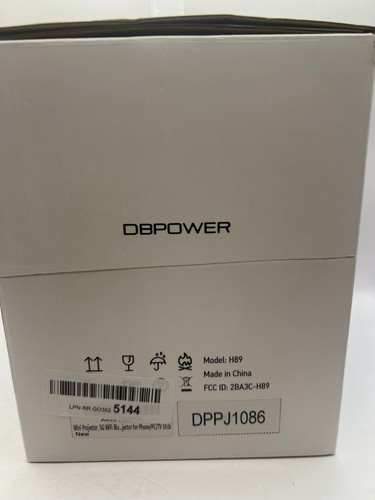 DBPOWER
Model: H89
Made in China
FCC ID: 2BA3C-H89
LPN RR GO352 5144
DPPJ1086
Mini Projector, 5G WiFi Blu...jector for Phone/PC/TV Stick
New